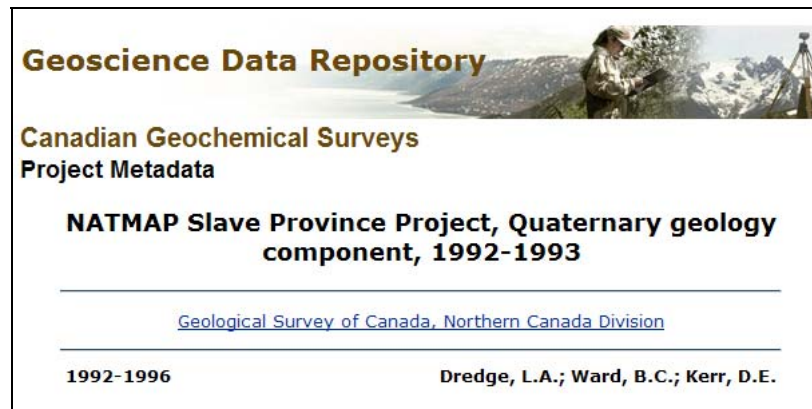 Geoscience Data Repository
Canadian Geochemical Surveys
Project Metadata
NATMAP Slave Province Project, Quaternary geology
component, 1992-1993
Geological Survey of Canada, Northern Canada Division
1992-1996 Dredge, L.A.; Ward, B.C.; Kerr, D.E.